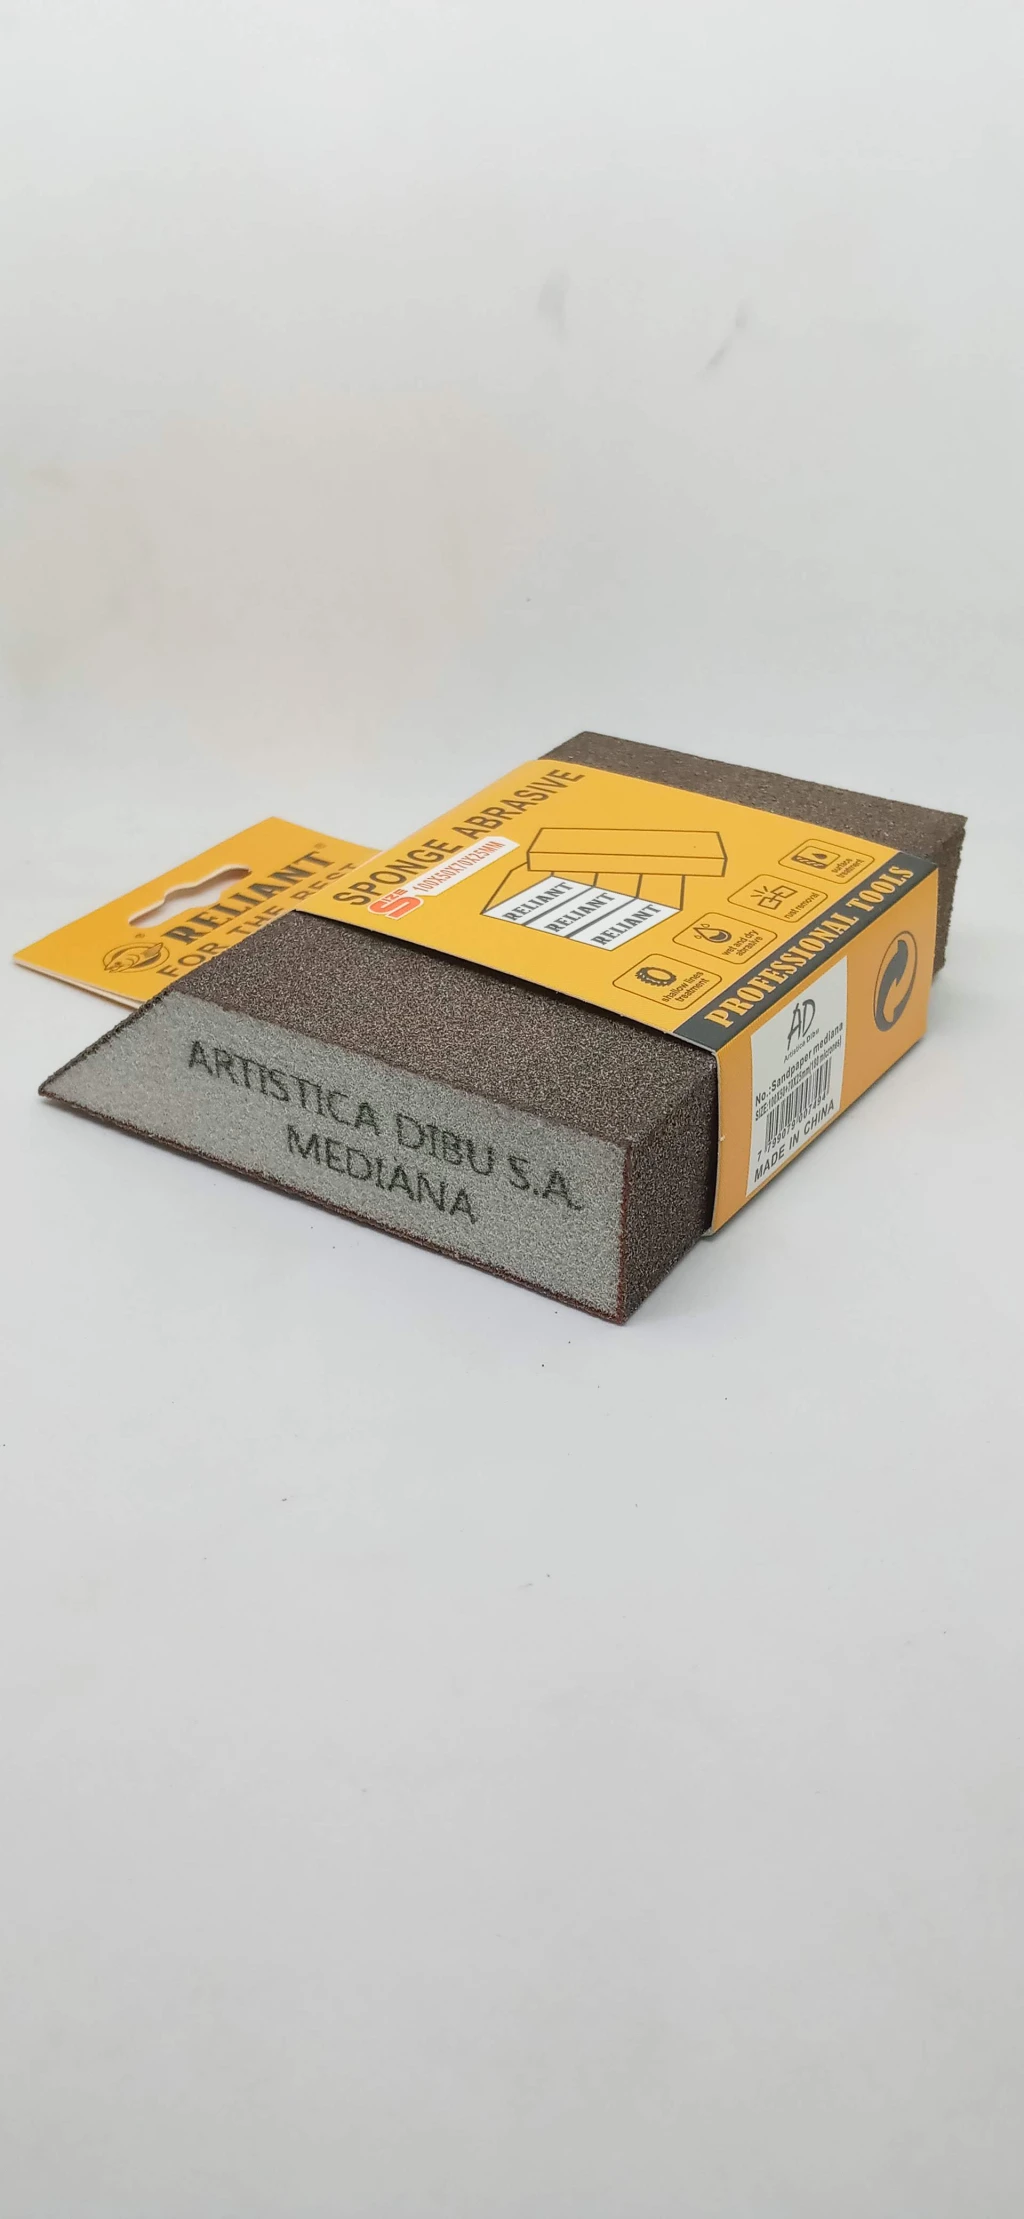 RELIANT
®
FOR THE BEST
SPONGE ABRASIVE
SIZE 100X50X70X25MM
RELIANT
RELIANT
RELIANT
shallow lines
treatment
wet and dry
abrasive
rust removal
surface
treatment
PROFESSIONAL TOOLS
AD
Artistica Dibu
No.:Sandpaper mediana
MADE IN CHINA
ARTISTICA DIBU S.A.
MEDIANA